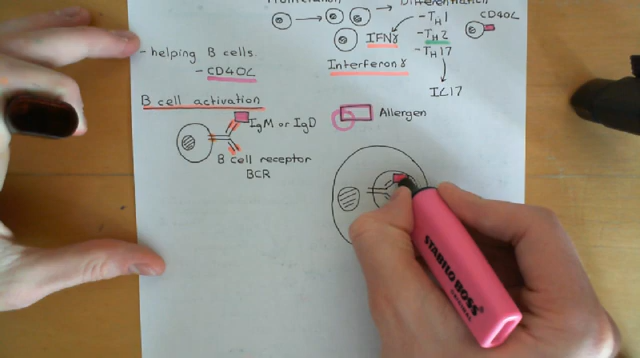 Proliferation → Differentiation
- TH1
IFNγ
- TH2
CD40L
- TH17
Interferon γ
IL17
- helping B cells.
- CD40L
B cell activation
IgM or IgD
Allergen
B cell receptor
BCR
STABILO BOSS
ORIGINAL